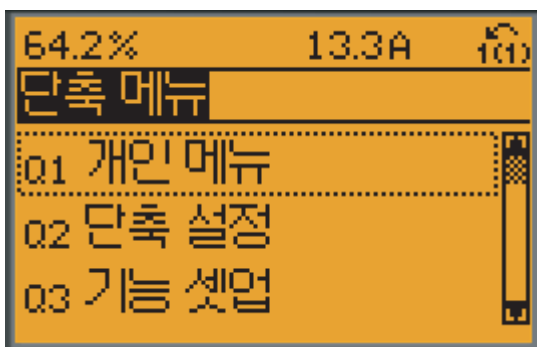 64.2% 13.3A 1(1)
단축 메뉴
Q1 개인 메뉴
Q2 단축 설정
Q3 기능 셋업